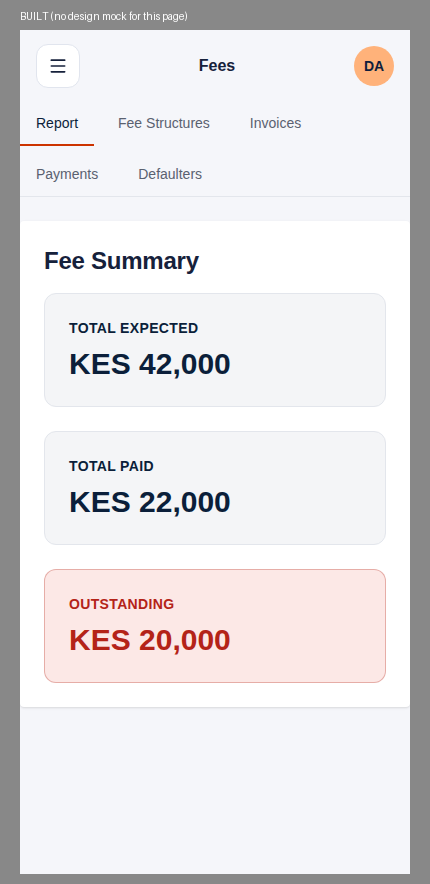 BUILT (no design mock for this page)
Fees
DA
Report
Fee Structures
Invoices
Payments
Defaulters
Fee Summary
TOTAL EXPECTED
KES 42,000
TOTAL PAID
KES 22,000
OUTSTANDING
KES 20,000